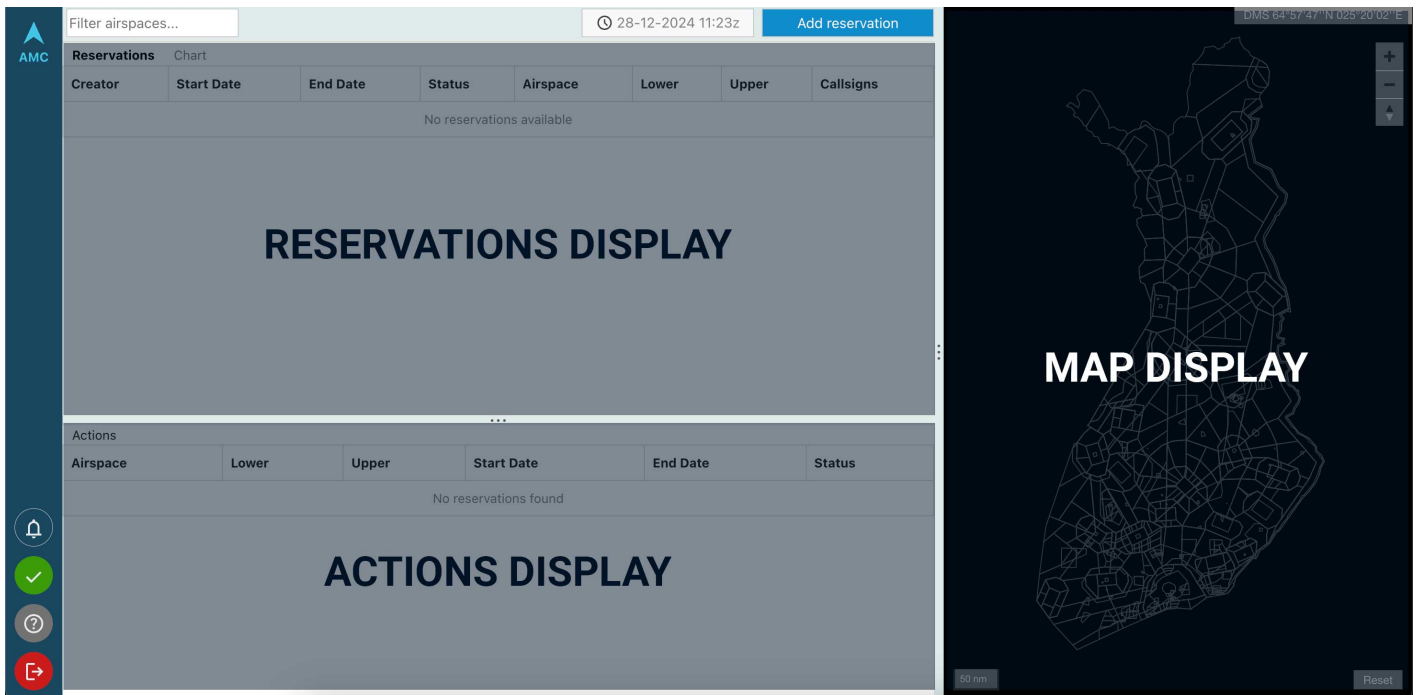 AMC
Filter airspaces...
28-12-2024 11:23z
Add reservation
Reservations Chart
Creator Start Date End Date Status Airspace Lower Upper Callsigns
No reservations available
RESERVATIONS DISPLAY
Actions
Airspace Lower Upper Start Date End Date Status
No reservations found
ACTIONS DISPLAY
DMS 64°57'47"N 025°20'02"E
MAP DISPLAY
50 nm
Reset